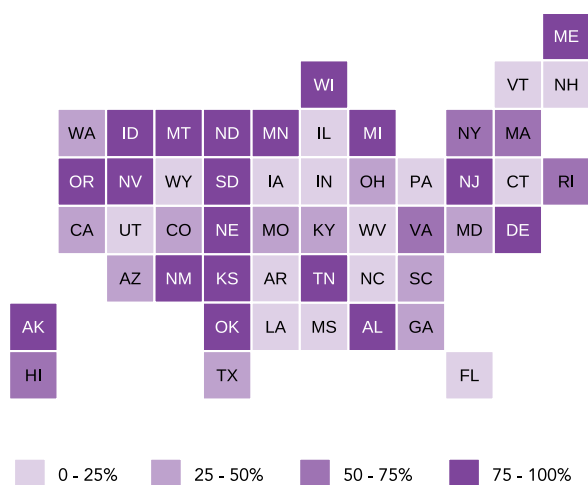 ME
WI VT NH
WA ID MT ND MN IL MI NY MA
OR NV WY SD IA IN OH PA NJ CT RI
CA UT CO NE MO KY WV VA MD DE
AZ NM KS AR TN NC SC
AK OK LA MS AL GA
HI TX FL
0 - 25% 25 - 50% 50 - 75% 75 - 100%